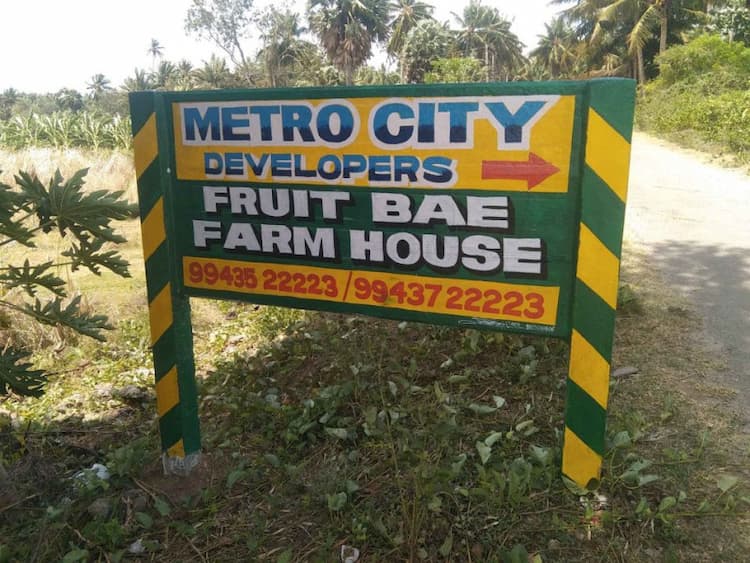 METRO CITY
DEVELOPERS
FRUIT BAE
FARM HOUSE
99435 22223 / 99437 22223